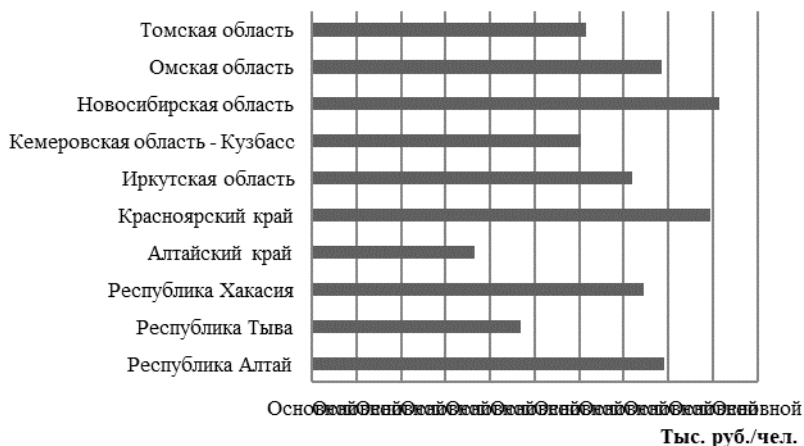 Томская область
Омская область
Новосибирская область
Кемеровская область - Кузбасс
Иркутская область
Красноярский край
Алтайский край
Республика Хакасия
Республика Тыва
Республика Алтай
Тыс. руб./чел.